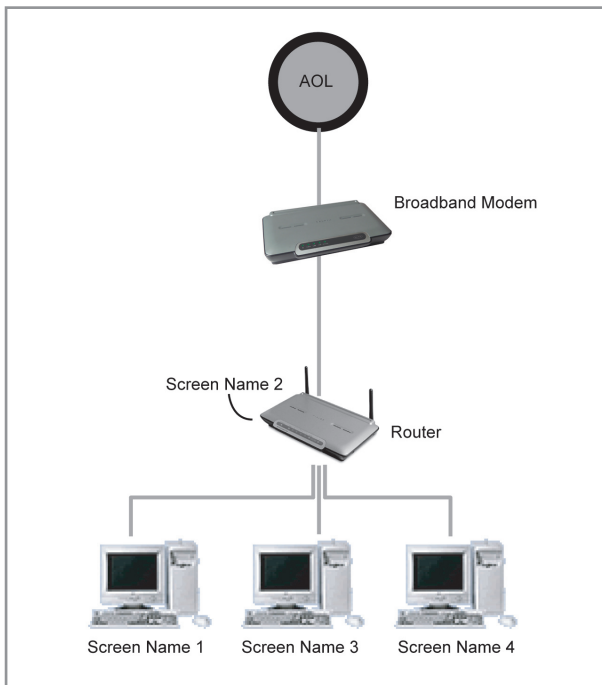 AOL
Broadband Modem
Screen Name 2
Router
Screen Name 1
Screen Name 3
Screen Name 4